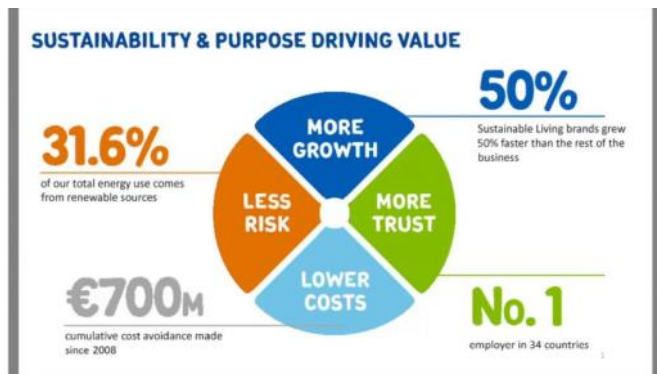 SUSTAINABILITY & PURPOSE DRIVING VALUE
50%
Sustainable Living brands grew
50% faster than the rest of the
business
31.6%
of our total energy use comes
from renewable sources
MORE
GROWTH
LESS
RISK
MORE
TRUST
LOWER
COSTS
€700M
cumulative cost avoidance made
since 2008
No. 1
employer in 34 countries